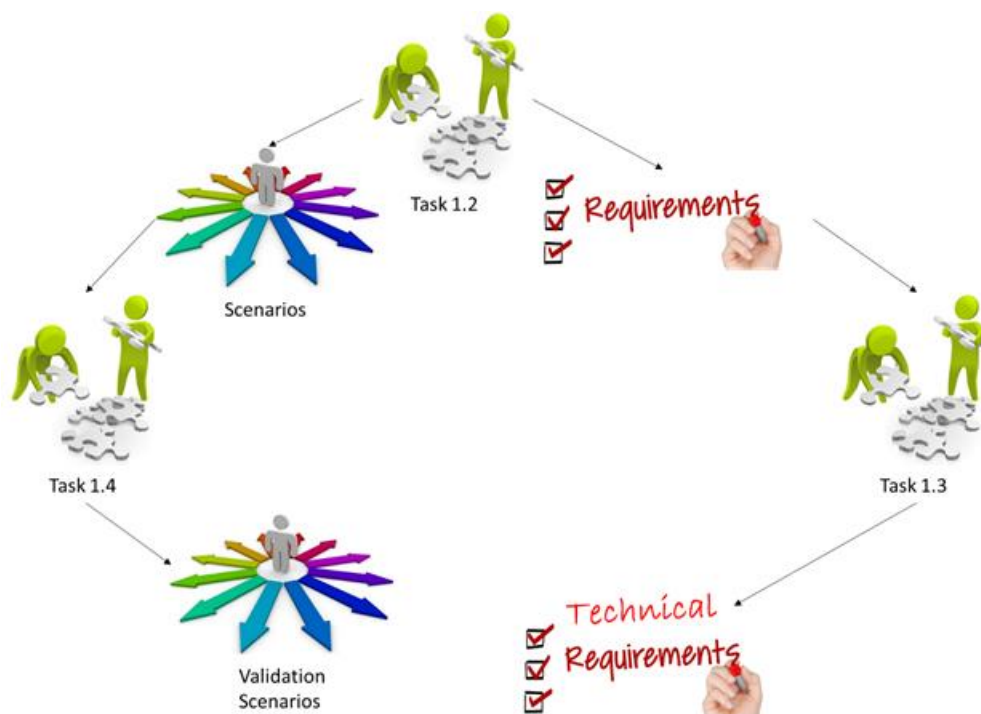 Task 1.2
Requirements
Scenarios
Task 1.4
Task 1.3
Technical
Requirements
Validation
Scenarios